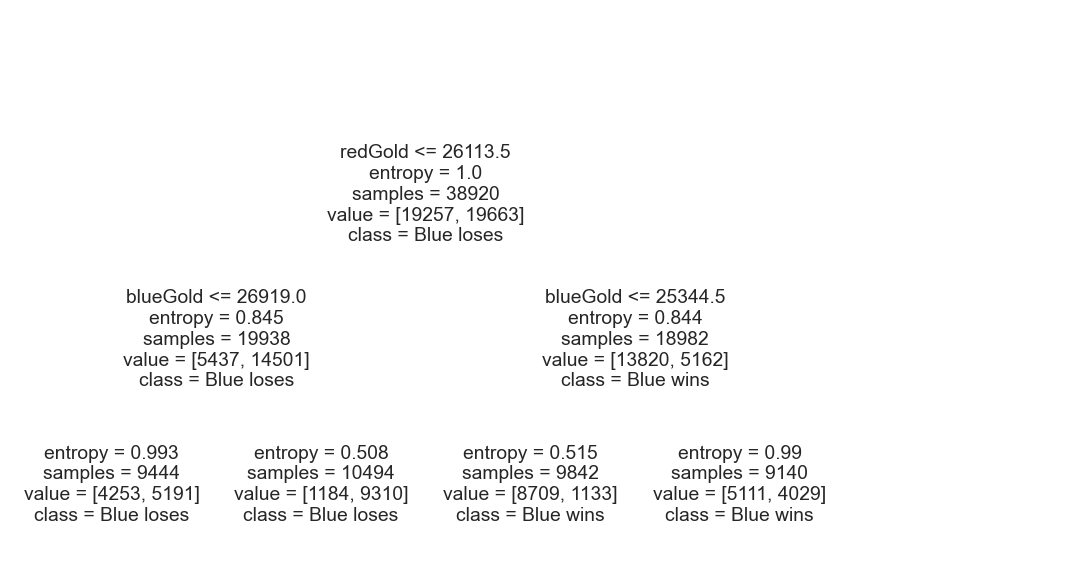 redGold <= 26113.5
entropy = 1.0
samples = 38920
value = [19257, 19663]
class = Blue loses
blueGold <= 26919.0
entropy = 0.845
samples = 19938
value = [5437, 14501]
class = Blue loses
blueGold <= 25344.5
entropy = 0.844
samples = 18982
value = [13820, 5162]
class = Blue wins
entropy = 0.993
samples = 9444
value = [4253, 5191]
class = Blue loses
entropy = 0.508
samples = 10494
value = [1184, 9310]
class = Blue loses
entropy = 0.515
samples = 9842
value = [8709, 1133]
class = Blue wins
entropy = 0.99
samples = 9140
value = [5111, 4029]
class = Blue wins